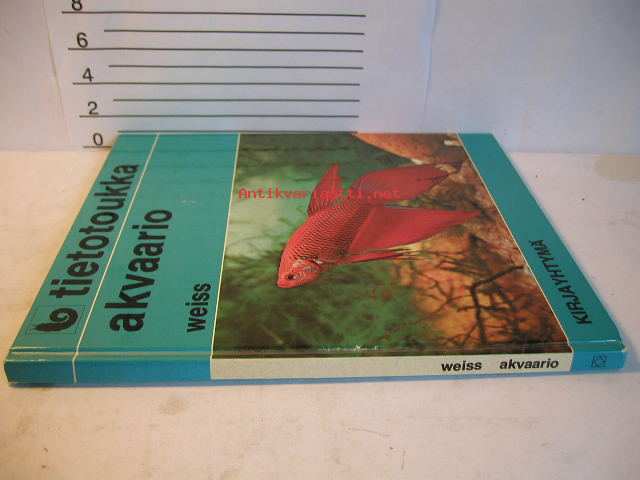 8
6
4
2
0
tietotoukka
akvaario
weiss
Antikvariaatti.net
KIRJAYHTYMÄ
weiss akvaario